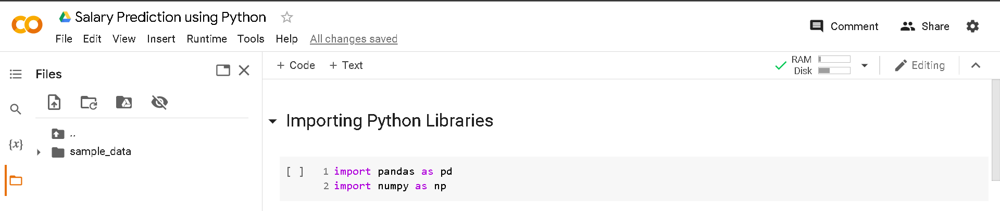 Salary Prediction using Python
File Edit View Insert Runtime Tools Help All changes saved
Comment Share
Files
+ Code + Text
RAM
Disk
Editing
..
sample_data
{x}
Importing Python Libraries
[ ] 1 import pandas as pd
2 import numpy as np